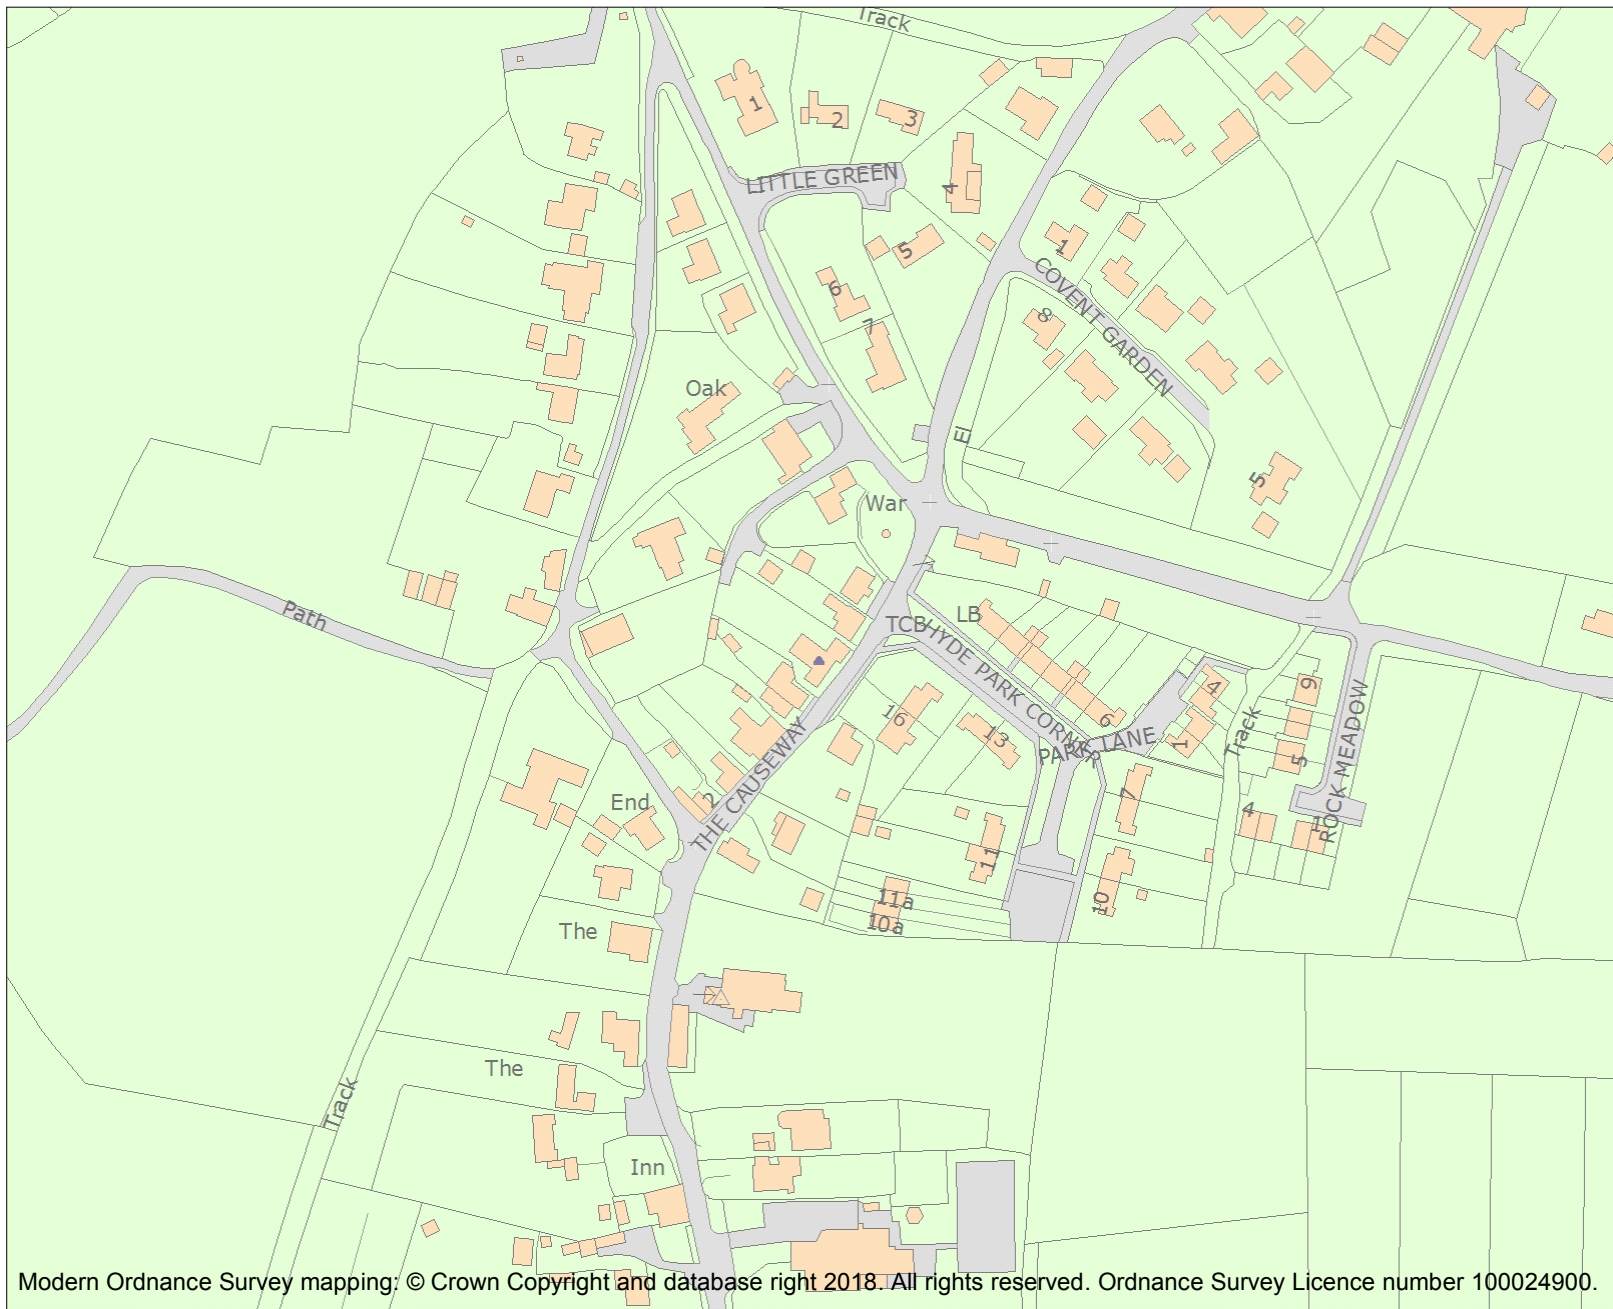 Track
1
2
3
LITTLE GREEN
4
5
1
COVENT GARDEN
6
8
7
Oak
El
5
War
Path
LB
TCB
HYDE PARK CORNER
4
9
16
6
13
1
Track
PARK LANE
ROCK MEADOW
5
THE CAUSEWAY
End
2
7
4
1
11
11a
10
10a
The
The
Track
Inn
Modern Ordnance Survey mapping: © Crown Copyright and database right 2018. All rights reserved. Ordnance Survey Licence number 100024900.